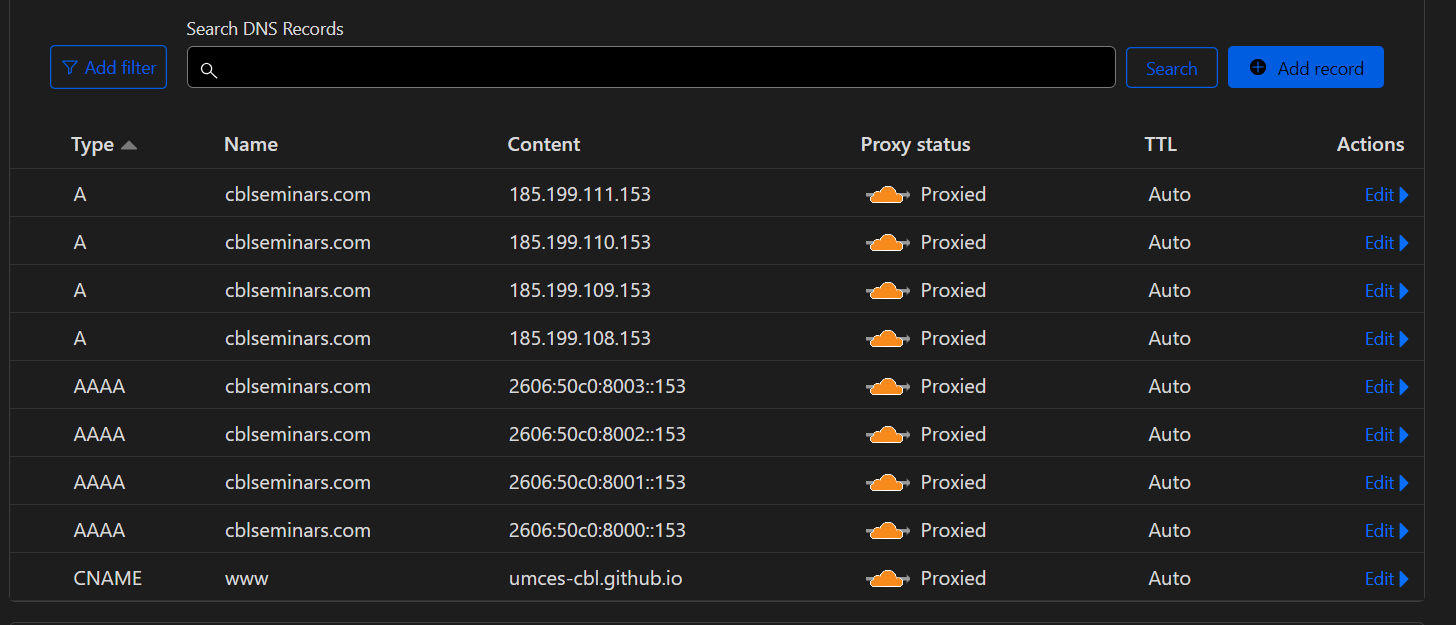 Search DNS Records
Add filter Search Add record
Type Name Content Proxy status TTL Actions
A cblseminars.com 185.199.111.153 Proxied Auto Edit
A cblseminars.com 185.199.110.153 Proxied Auto Edit
A cblseminars.com 185.199.109.153 Proxied Auto Edit
A cblseminars.com 185.199.108.153 Proxied Auto Edit
AAAA cblseminars.com 2606:50c0:8003::153 Proxied Auto Edit
AAAA cblseminars.com 2606:50c0:8002::153 Proxied Auto Edit
AAAA cblseminars.com 2606:50c0:8001::153 Proxied Auto Edit
AAAA cblseminars.com 2606:50c0:8000::153 Proxied Auto Edit
CNAME www umces-cbl.github.io Proxied Auto Edit